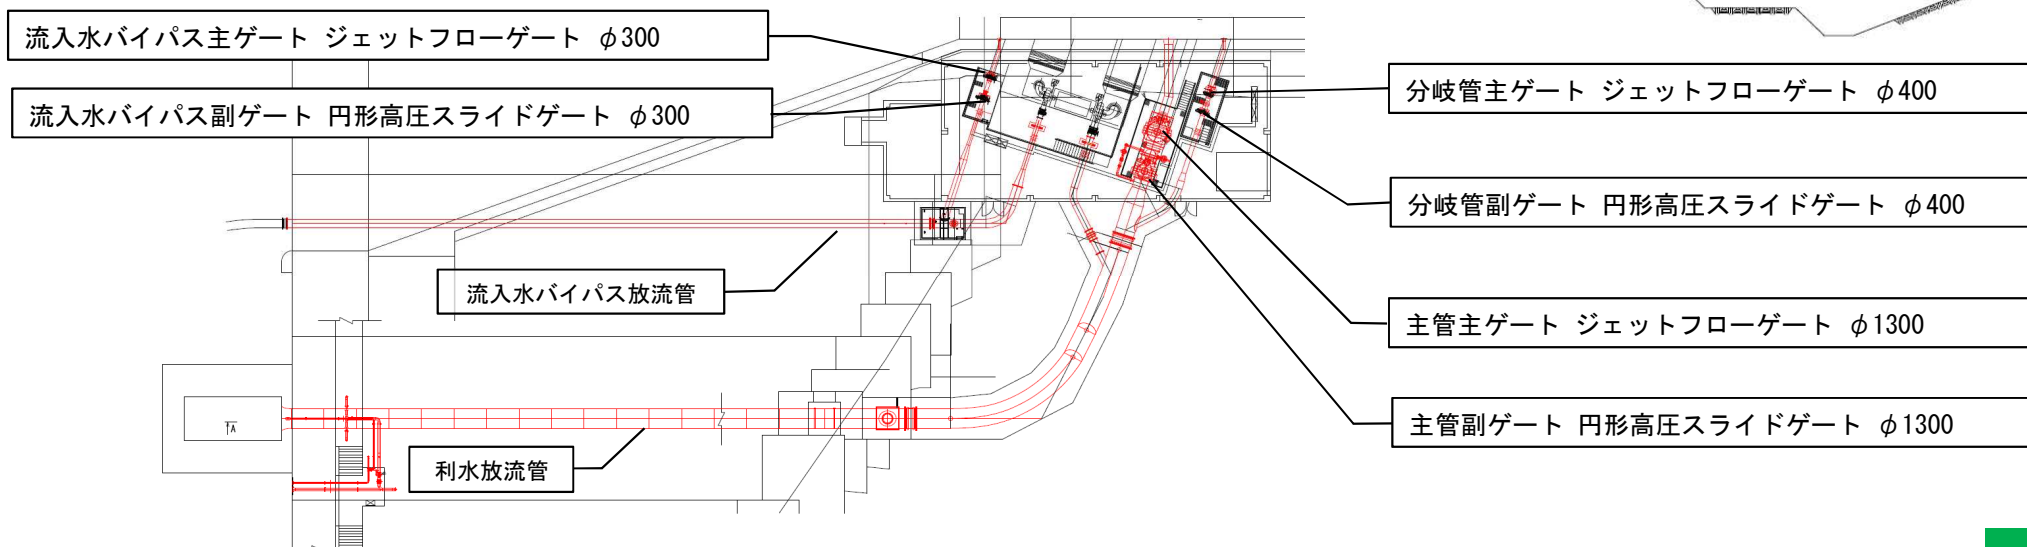 流入水バイパス主ゲート ジェットフローゲート φ300
流入水バイパス副ゲート 円形高圧スライドゲート φ300
分岐管主ゲート ジェットフローゲート φ400
分岐管副ゲート 円形高圧スライドゲート φ400
流入水バイパス放流管
主管主ゲート ジェットフローゲート φ1300
主管副ゲート 円形高圧スライドゲート φ1300
A
利水放流管